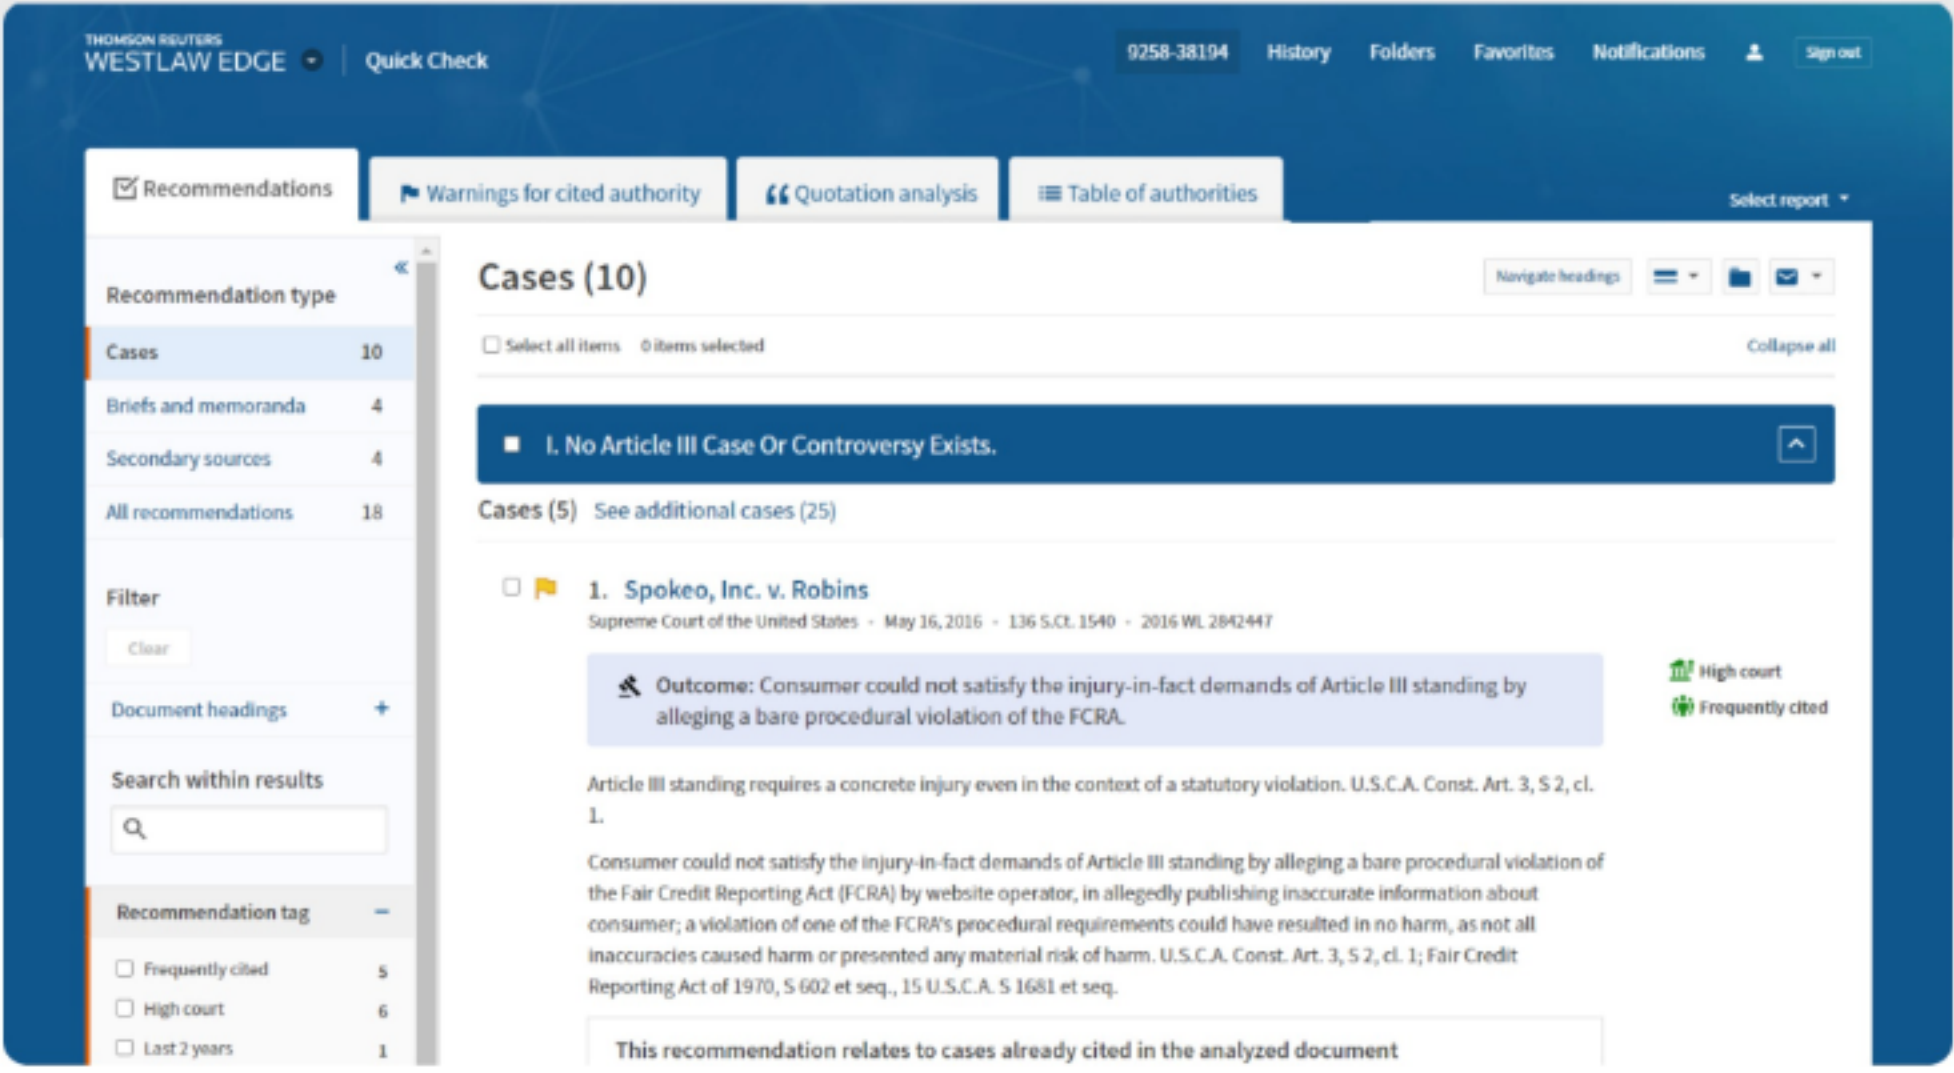 THOMSON REUTERS
WESTLAW EDGE
Quick Check
9258-38194 History Folders Favorites Notifications Sign out
Recommendations
Warnings for cited authority
Quotation analysis
Table of authorities
Select report
Recommendation type
Cases 10
Briefs and memoranda 4
Secondary sources 4
All recommendations 18
Filter
Clear
Document headings +
Search within results
Recommendation tag −
Frequently cited 5
High court 6
Last 2 years 1
Cases (10)
Navigate headings
Select all items 0 items selected
Collapse all
I. No Article III Case Or Controversy Exists.
Cases (5) See additional cases (25)
1. Spokeo, Inc. v. Robins
Supreme Court of the United States - May 16, 2016 - 136 S.Ct. 1540 - 2016 WL 2842447
Outcome: Consumer could not satisfy the injury-in-fact demands of Article III standing by
alleging a bare procedural violation of the FCRA.
High court
Frequently cited
Article III standing requires a concrete injury even in the context of a statutory violation. U.S.C.A. Const. Art. 3, S 2, cl.
1.
Consumer could not satisfy the injury-in-fact demands of Article III standing by alleging a bare procedural violation of
the Fair Credit Reporting Act (FCRA) by website operator, in allegedly publishing inaccurate information about
consumer; a violation of one of the FCRA's procedural requirements could have resulted in no harm, as not all
inaccuracies caused harm or presented any material risk of harm. U.S.C.A. Const. Art. 3, S 2, cl. 1; Fair Credit
Reporting Act of 1970, S 602 et seq., 15 U.S.C.A. S 1681 et seq.
This recommendation relates to cases already cited in the analyzed document